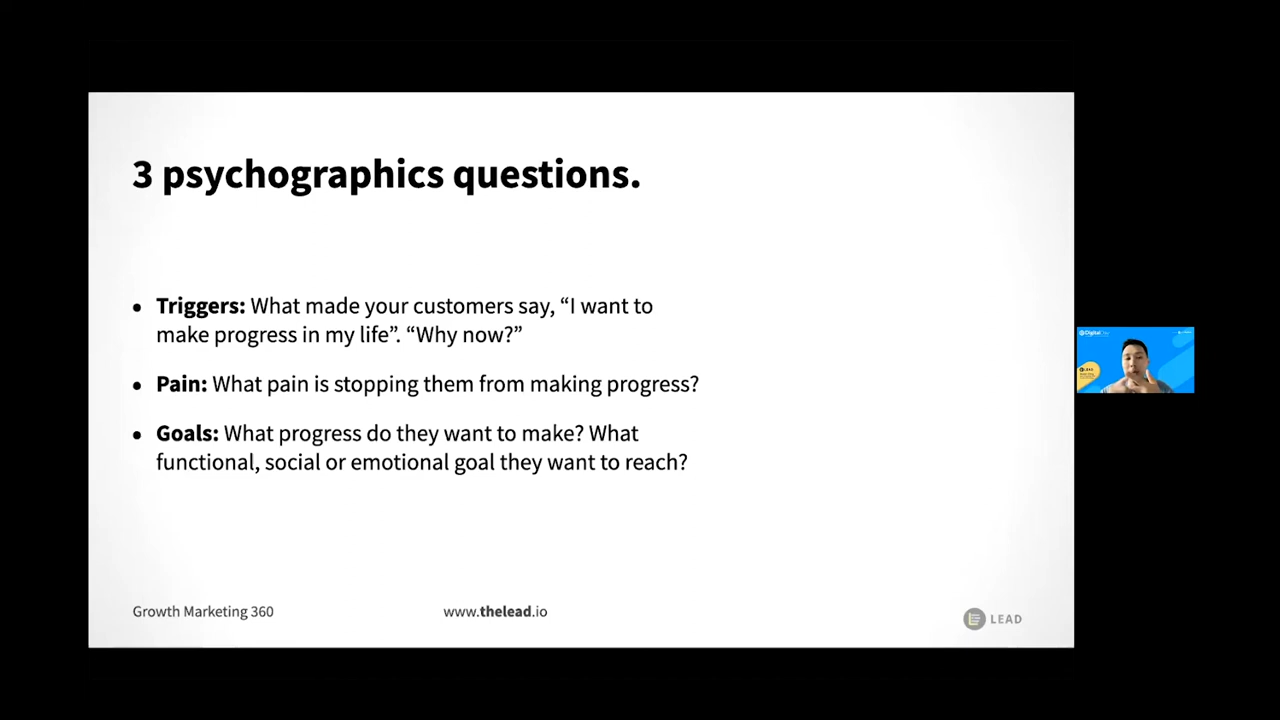 3 psychographics questions.
• Triggers: What made your customers say, “I want to
make progress in my life”. “Why now?”
• Pain: What pain is stopping them from making progress?
• Goals: What progress do they want to make? What
functional, social or emotional goal they want to reach?
Growth Marketing 360
www.thelead.io
LEAD
Digital
LEAD